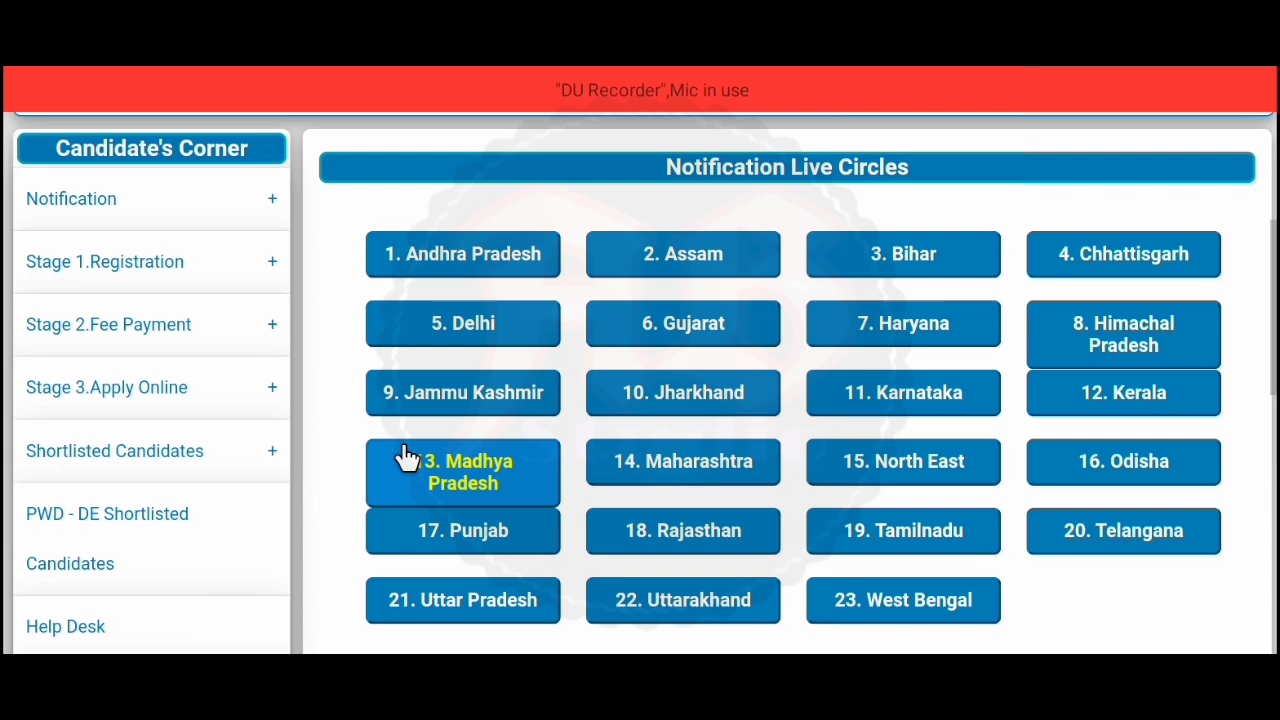 "DU Recorder",Mic in use
Candidate's Corner
Notification +
Stage 1.Registration +
Stage 2.Fee Payment +
Stage 3.Apply Online +
Shortlisted Candidates +
PWD - DE Shortlisted
Candidates
Help Desk
Notification Live Circles
1. Andhra Pradesh
2. Assam
3. Bihar
4. Chhattisgarh
5. Delhi
6. Gujarat
7. Haryana
8. Himachal
Pradesh
9. Jammu Kashmir
10. Jharkhand
11. Karnataka
12. Kerala
3. Madhya
Pradesh
14. Maharashtra
15. North East
16. Odisha
17. Punjab
18. Rajasthan
19. Tamilnadu
20. Telangana
21. Uttar Pradesh
22. Uttarakhand
23. West Bengal